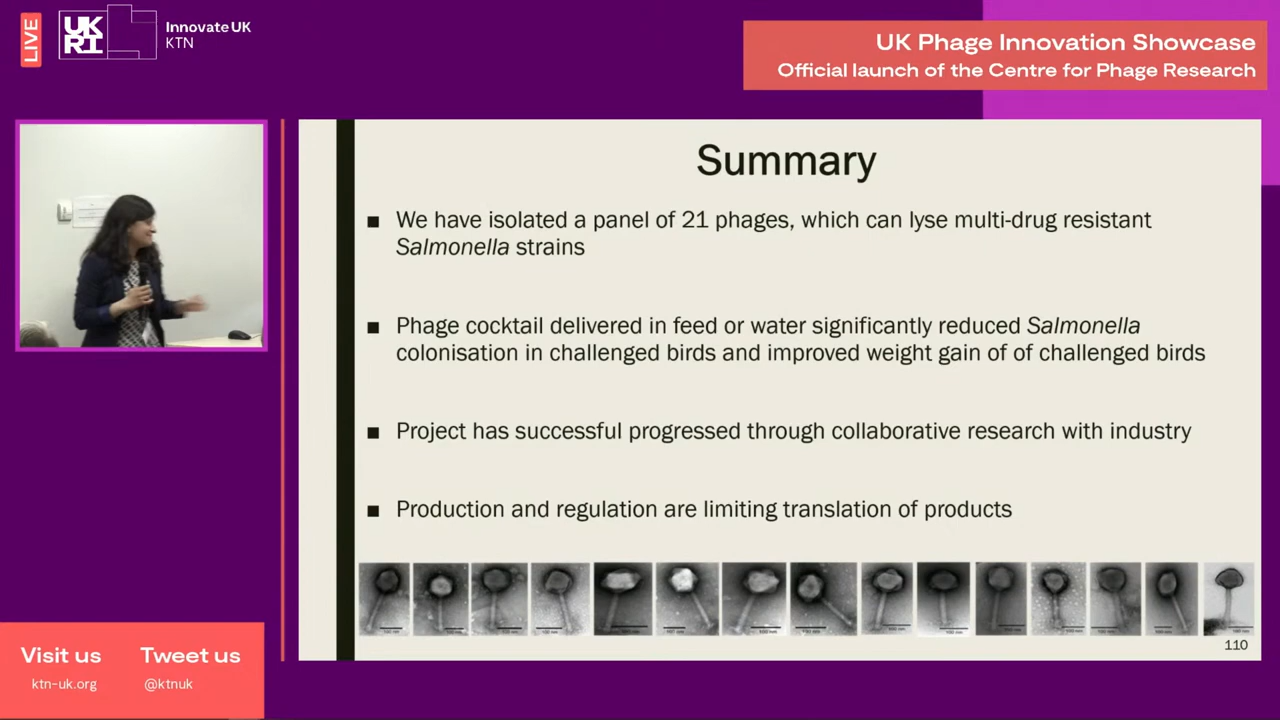 LIVE
UK
RI
Innovate UK
KTN
UK Phage Innovation Showcase
Official launch of the Centre for Phage Research
Summary
■ We have isolated a panel of 21 phages, which can lyse multi-drug resistant
Salmonella strains
■ Phage cocktail delivered in feed or water significantly reduced Salmonella
colonisation in challenged birds and improved weight gain of of challenged birds
■ Project has successful progressed through collaborative research with industry
■ Production and regulation are limiting translation of products
110
Visit us
ktn-uk.org
Tweet us
@ktnuk